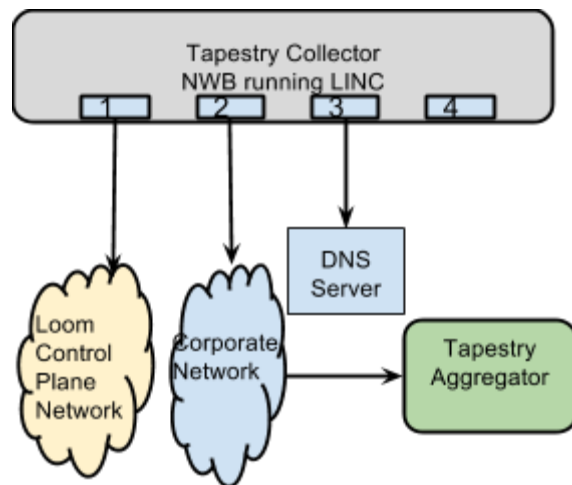 Tapestry Collector
NWB running LINC
1 2 3 4
DNS
Server
Loom
Control
Plane
Network
Corporate
Network
Tapestry
Aggregator